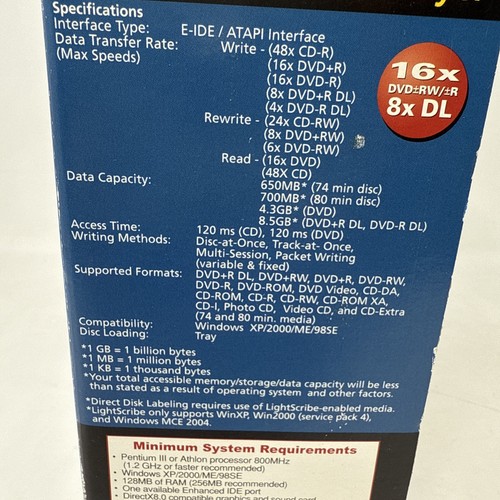 Specifications
Interface Type: E-IDE / ATAPI Interface
Data Transfer Rate: Write - (48x CD-R)
(Max Speeds) (16x DVD+R)
(16x DVD-R)
(8x DVD+R DL)
(4x DVD-R DL)
Rewrite - (24x CD-RW)
(8x DVD+RW)
(6x DVD-RW)
Read - (16x DVD)
(48X CD)
16x
DVD±RW/±R
8x DL
Data Capacity: 650MB* (74 min disc)
700MB* (80 min disc)
4.3GB* (DVD)
8.5GB* (DVD+R DL, DVD-R DL)
Access Time: 120 ms (CD), 120 ms (DVD)
Writing Methods: Disc-at-Once, Track-at- Once,
Multi-Session, Packet Writing
(variable & fixed)
Supported Formats: DVD+R DL, DVD+RW, DVD+R, DVD-RW,
DVD-R, DVD-ROM, DVD Video, CD-DA,
CD-ROM, CD-R, CD-RW, CD-ROM XA,
CD-I, Photo CD, Video CD, and CD-Extra
(74 and 80 min. media)
Compatibility: Windows XP/2000/ME/98SE
Disc Loading: Tray
*1 GB = 1 billion bytes
*1 MB = 1 million bytes
*1 KB = 1 thousand bytes
*Your total accessible memory/storage/data capacity will be less
than stated as a result of operating system and other factors.
*Direct Disk Labeling requires use of LightScribe-enabled media.
*LightScribe only supports WinXP, Win2000 (service pack 4),
and Windows MCE 2004.
Minimum System Requirements
• Pentium III or Athlon processor 800MHz
(1.2 GHz or faster recommended)
• Windows XP/2000/ME/98SE
• 128MB of RAM (256MB recommended)
• One available Enhanced IDE port
• DirectX8.0 compatible graphics and sound card